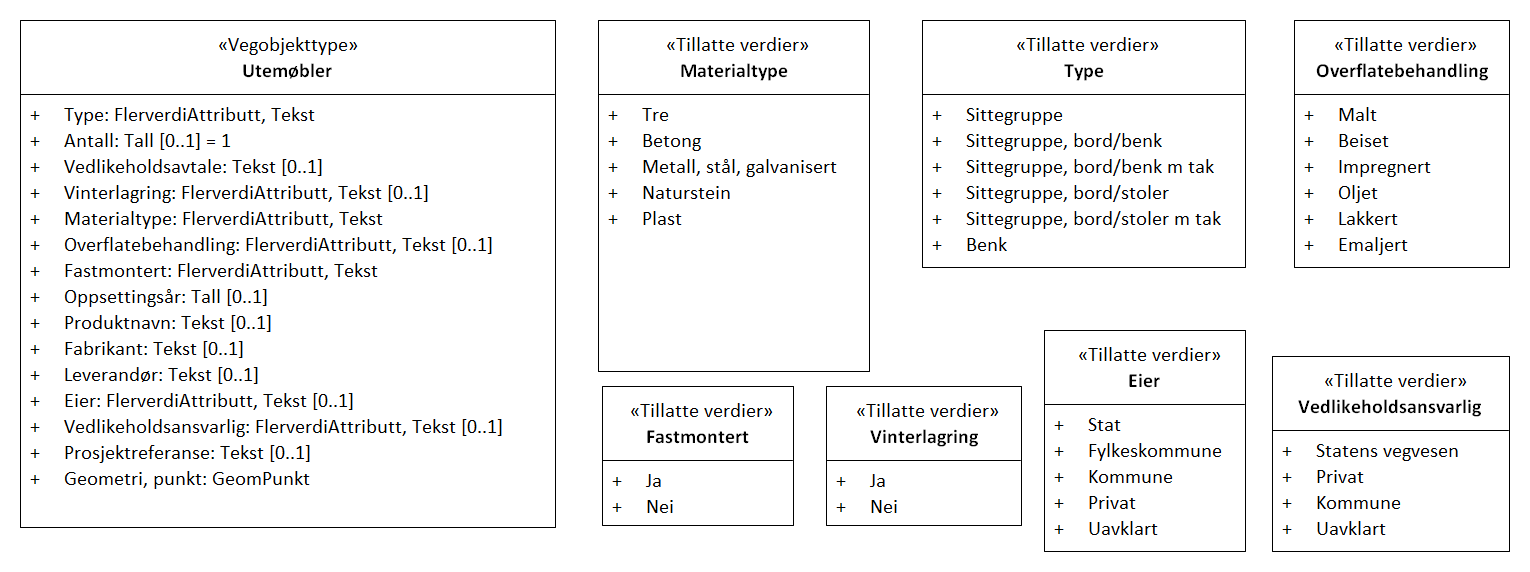 «Vegobjekttype»
Utemøbler
+ Type: FlerverdiAttributt, Tekst
+ Antall: Tall [0..1] = 1
+ Vedlikeholdsavtale: Tekst [0..1]
+ Vinterlagring: FlerverdiAttributt, Tekst [0..1]
+ Materialtype: FlerverdiAttributt, Tekst
+ Overflatebehandling: FlerverdiAttributt, Tekst [0..1]
+ Fastmontert: FlerverdiAttributt, Tekst
+ Oppsettingsår: Tall [0..1]
+ Produktnavn: Tekst [0..1]
+ Fabrikant: Tekst [0..1]
+ Leverandør: Tekst [0..1]
+ Eier: FlerverdiAttributt, Tekst [0..1]
+ Vedlikeholdsansvarlig: FlerverdiAttributt, Tekst [0..1]
+ Prosjektreferanse: Tekst [0..1]
+ Geometri, punkt: GeomPunkt
«Tillatte verdier»
Materialtype
+ Tre
+ Betong
+ Metall, stål, galvanisert
+ Naturstein
+ Plast
«Tillatte verdier»
Type
+ Sittegruppe
+ Sittegruppe, bord/benk
+ Sittegruppe, bord/benk m tak
+ Sittegruppe, bord/stoler
+ Sittegruppe, bord/stoler m tak
+ Benk
«Tillatte verdier»
Overflatebehandling
+ Malt
+ Beiset
+ Impregnert
+ Oljet
+ Lakkert
+ Emaljert
«Tillatte verdier»
Fastmontert
+ Ja
+ Nei
«Tillatte verdier»
Vinterlagring
+ Ja
+ Nei
«Tillatte verdier»
Eier
+ Stat
+ Fylkeskommune
+ Kommune
+ Privat
+ Uavklart
«Tillatte verdier»
Vedlikeholdsansvarlig
+ Statens vegvesen
+ Privat
+ Kommune
+ Uavklart